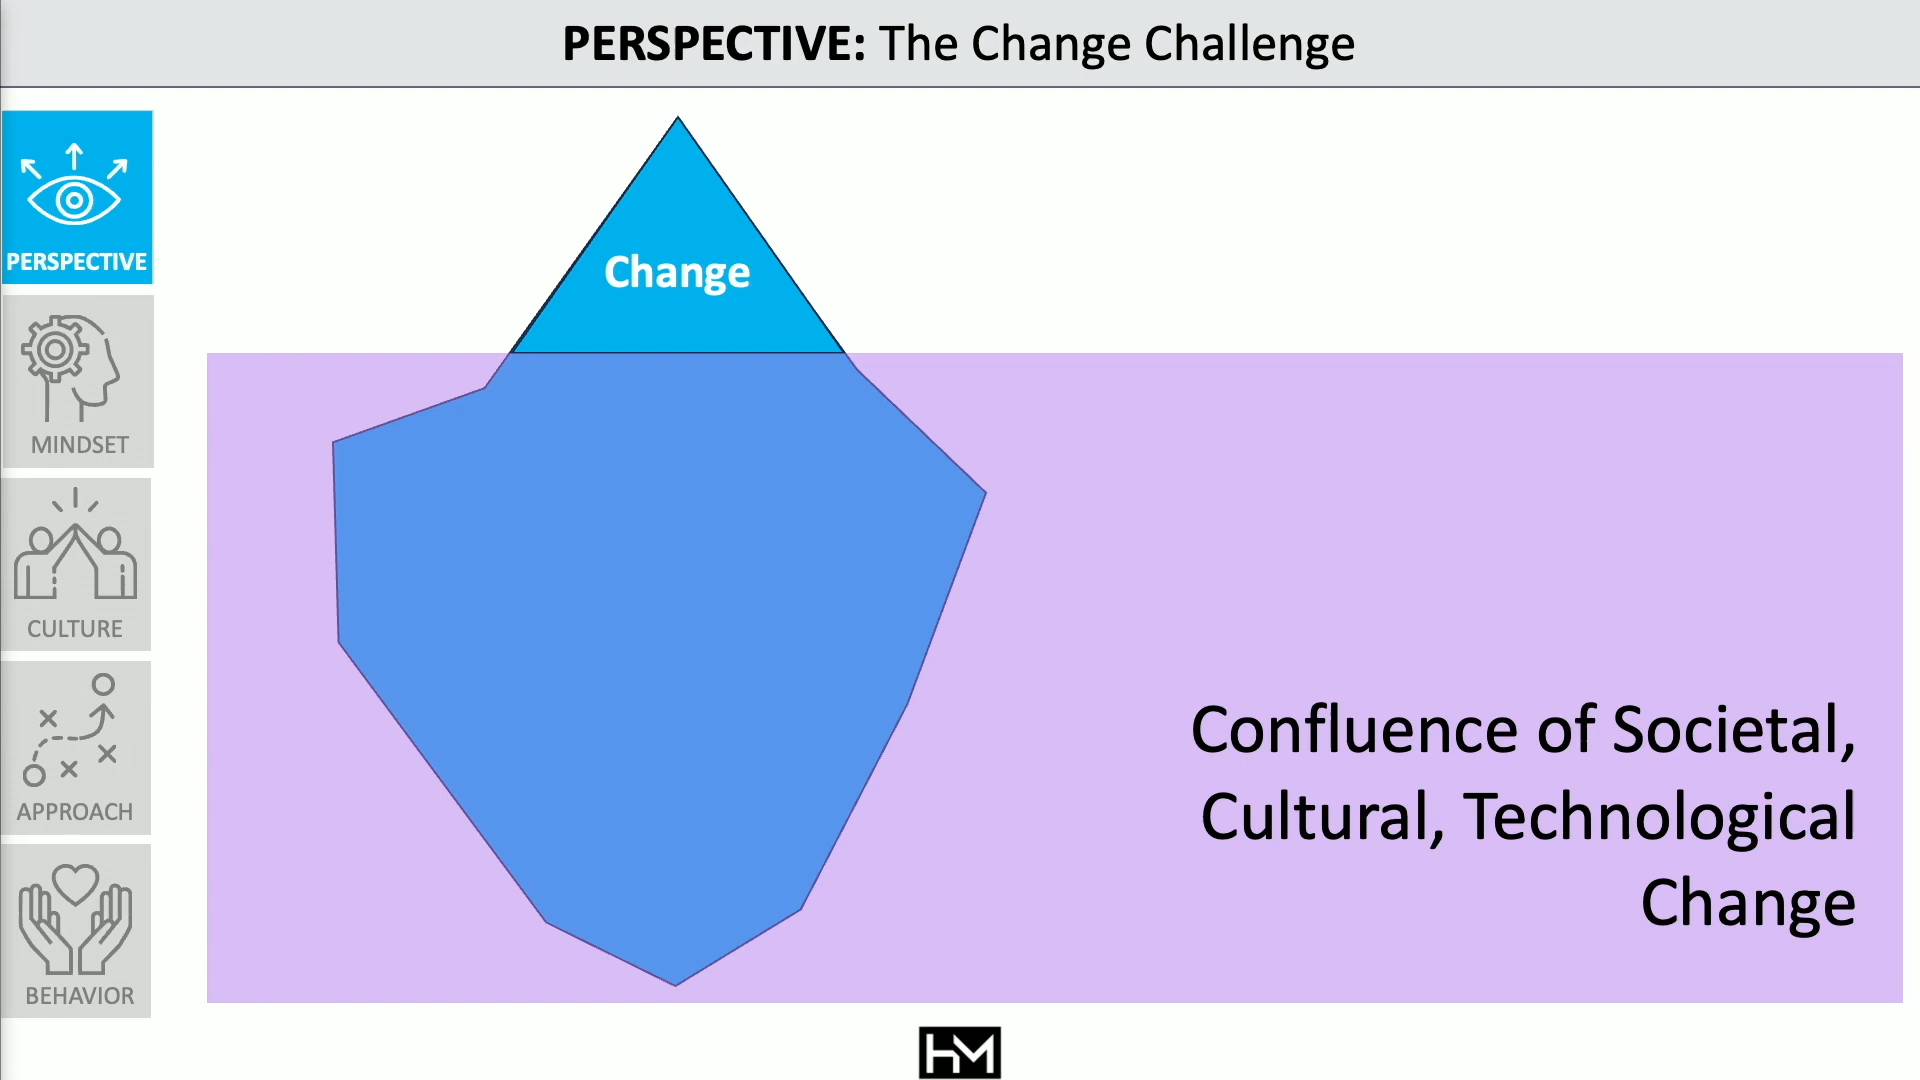 PERSPECTIVE: The Change Challenge
PERSPECTIVE
MINDSET
CULTURE
APPROACH
BEHAVIOR
Change
Confluence of Societal,
Cultural, Technological
Change
HM